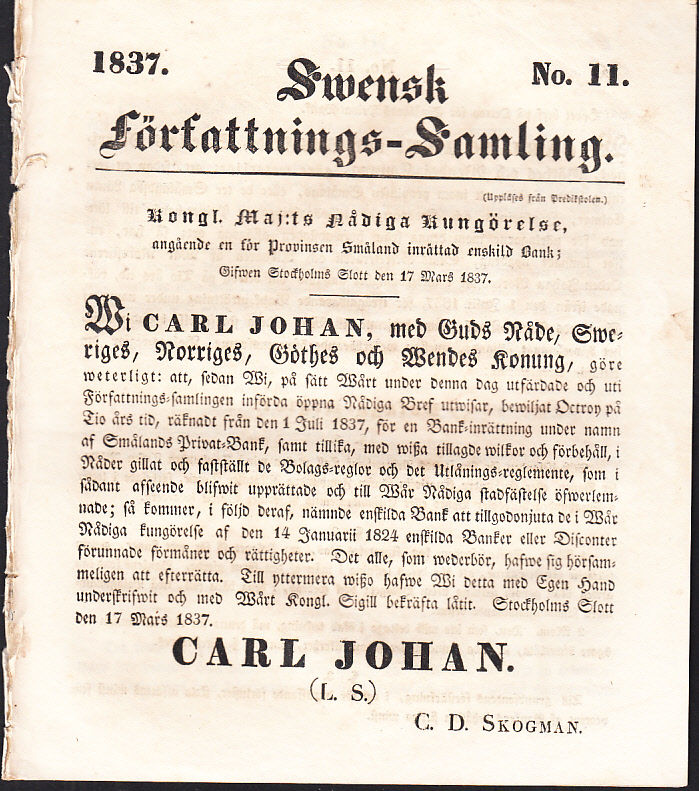 1837.
No. 11.
Swensk
Författnings-Samling.
(Uppläses från Predikstolen.)
Kongl. Maj:ts Nådiga Kungörelse,
angående en för Provinsen Småland inrättad enskild Bank;
Gifwen Stockholms Slott den 17 Mars 1837.
Wi CARL JOHAN, med Guds Nåde, Swe-
riges, Norriges, Göthes och Wendes Konung, göre
weterligt: att, sedan Wi, på sätt Wårt under denna dag utfärdade och uti
Författnings-samlingen införda öppna Nådiga Bref utwisar, bewiljat Octroy på
Tio års tid, räknadt från den 1 Juli 1837, för en Bank-inrättning under namn
af Smålands Privat-Bank, samt tillika, med wißa tillagde wilkor och förbehåll, i
Nåder gillat och fastställt de Bolags-reglor och det Utlånings-reglemente, som i
sådant afseende blifwit upprättade och till Wår Nådiga stadfästelse öfwerlem-
nade; så kommer, i följd deraf, nämnde enskilda Bank att tillgodonjuta de i Wår
Nådiga kungörelse af den 14 Januarii 1824 enskilda Banker eller Disconter
förunnade förmåner och rättigheter. Det alle, som wederbör, hafwe sig hörsam-
meligen att efterrätta. Till yttermera wißo hafwe Wi detta med Egen Hand
underskrifwit och med Wårt Kongl. Sigill bekräfta låtit. Stockholms Slott
den 17 Mars 1837.
CARL JOHAN.
(L. S.)
C. D. SKOGMAN.